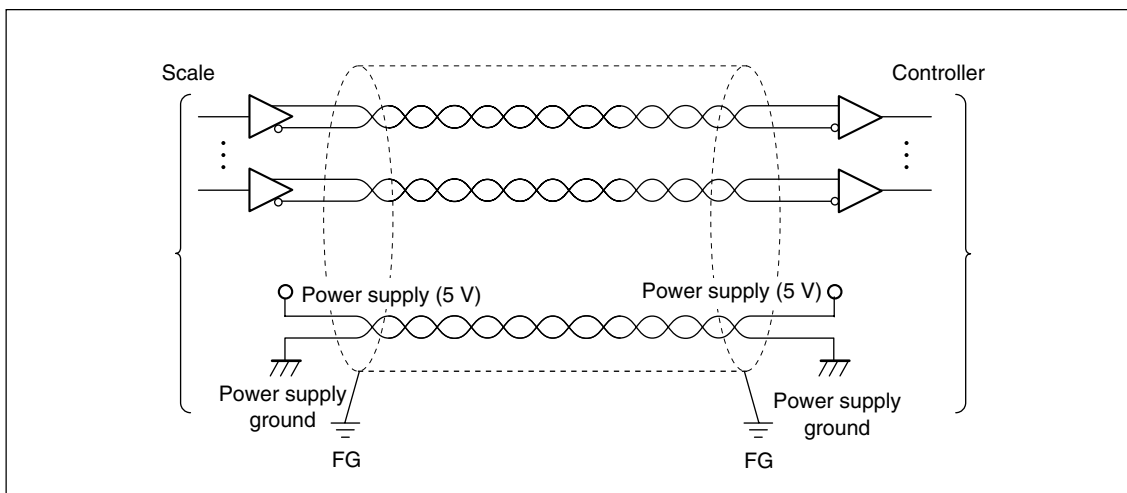 Scale
Controller
Power supply (5 V)
Power supply (5 V)
Power supply
ground
Power supply
ground
FG
FG